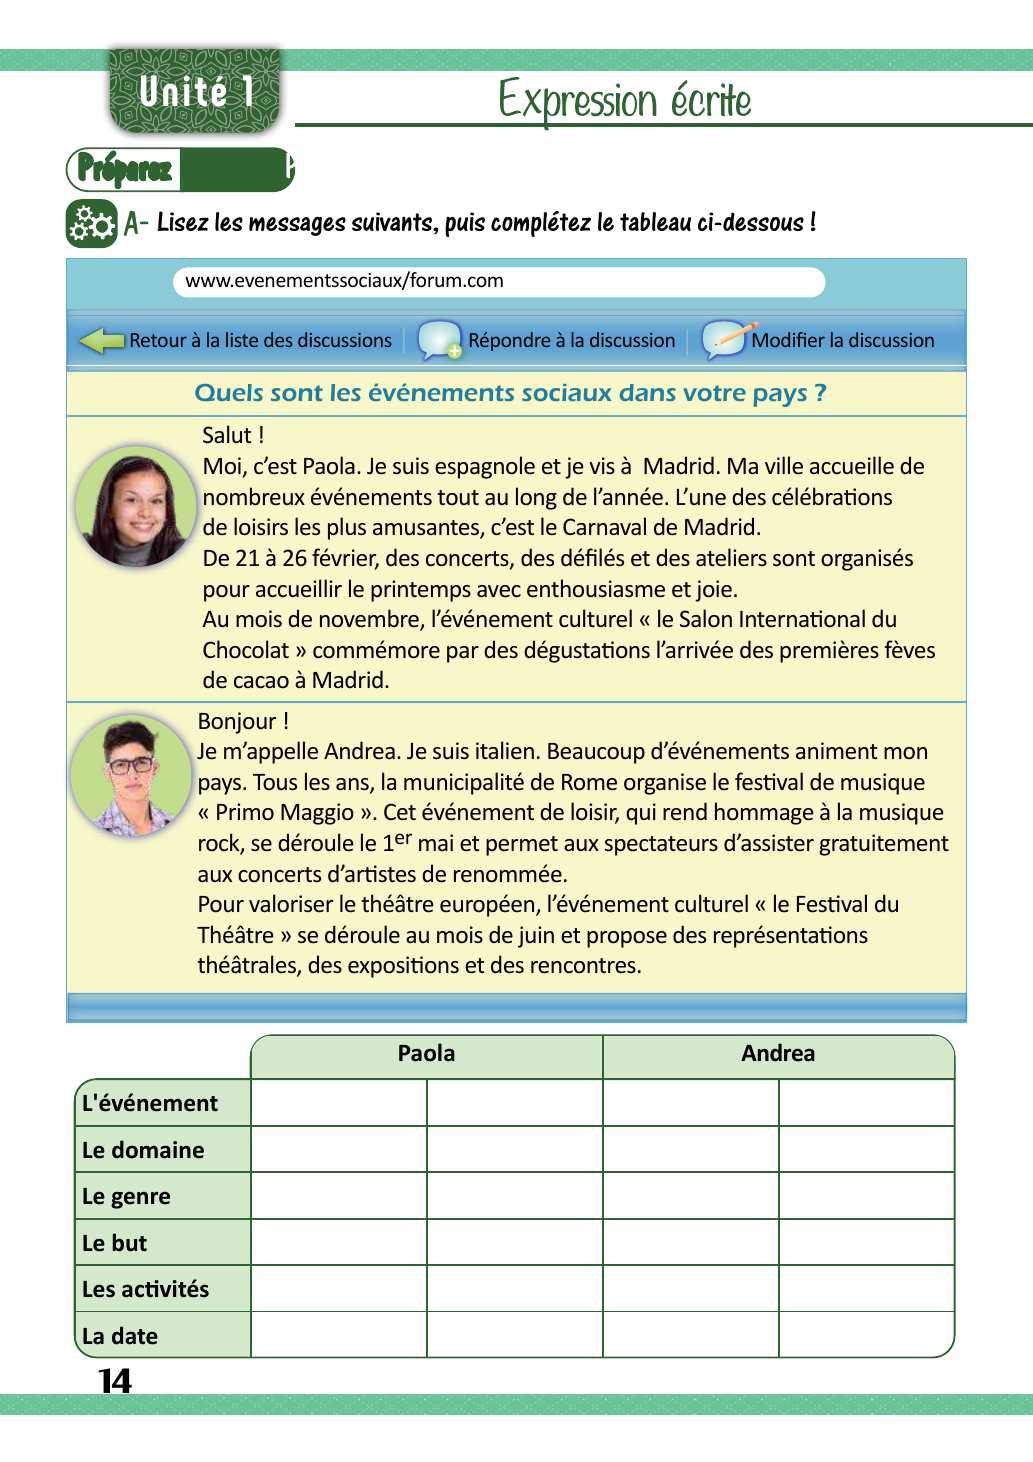 Unité 1
Expression écrite
Préparez
A- Lisez les messages suivants, puis complétez le tableau ci-dessous !
www.evenementssociaux/forum.com
Retour à la liste des discussions Répondre à la discussion Modifier la discussion
Quels sont les événements sociaux dans votre pays ?
Salut !
Moi, c’est Paola. Je suis espagnole et je vis à Madrid. Ma ville accueille de
nombreux événements tout au long de l’année. L’une des célébrations
de loisirs les plus amusantes, c’est le Carnaval de Madrid.
De 21 à 26 février, des concerts, des défilés et des ateliers sont organisés
pour accueillir le printemps avec enthousiasme et joie.
Au mois de novembre, l’événement culturel « le Salon International du
Chocolat » commémore par des dégustations l’arrivée des premières fèves
de cacao à Madrid.
Bonjour !
Je m’appelle Andrea. Je suis italien. Beaucoup d’événements animent mon
pays. Tous les ans, la municipalité de Rome organise le festival de musique
« Primo Maggio ». Cet événement de loisir, qui rend hommage à la musique
rock, se déroule le 1er mai et permet aux spectateurs d’assister gratuitement
aux concerts d’artistes de renommée.
Pour valoriser le théâtre européen, l’événement culturel « le Festival du
Théâtre » se déroule au mois de juin et propose des représentations
théâtrales, des expositions et des rencontres.
Paola Andrea
L'événement
Le domaine
Le genre
Le but
Les activités
La date
14